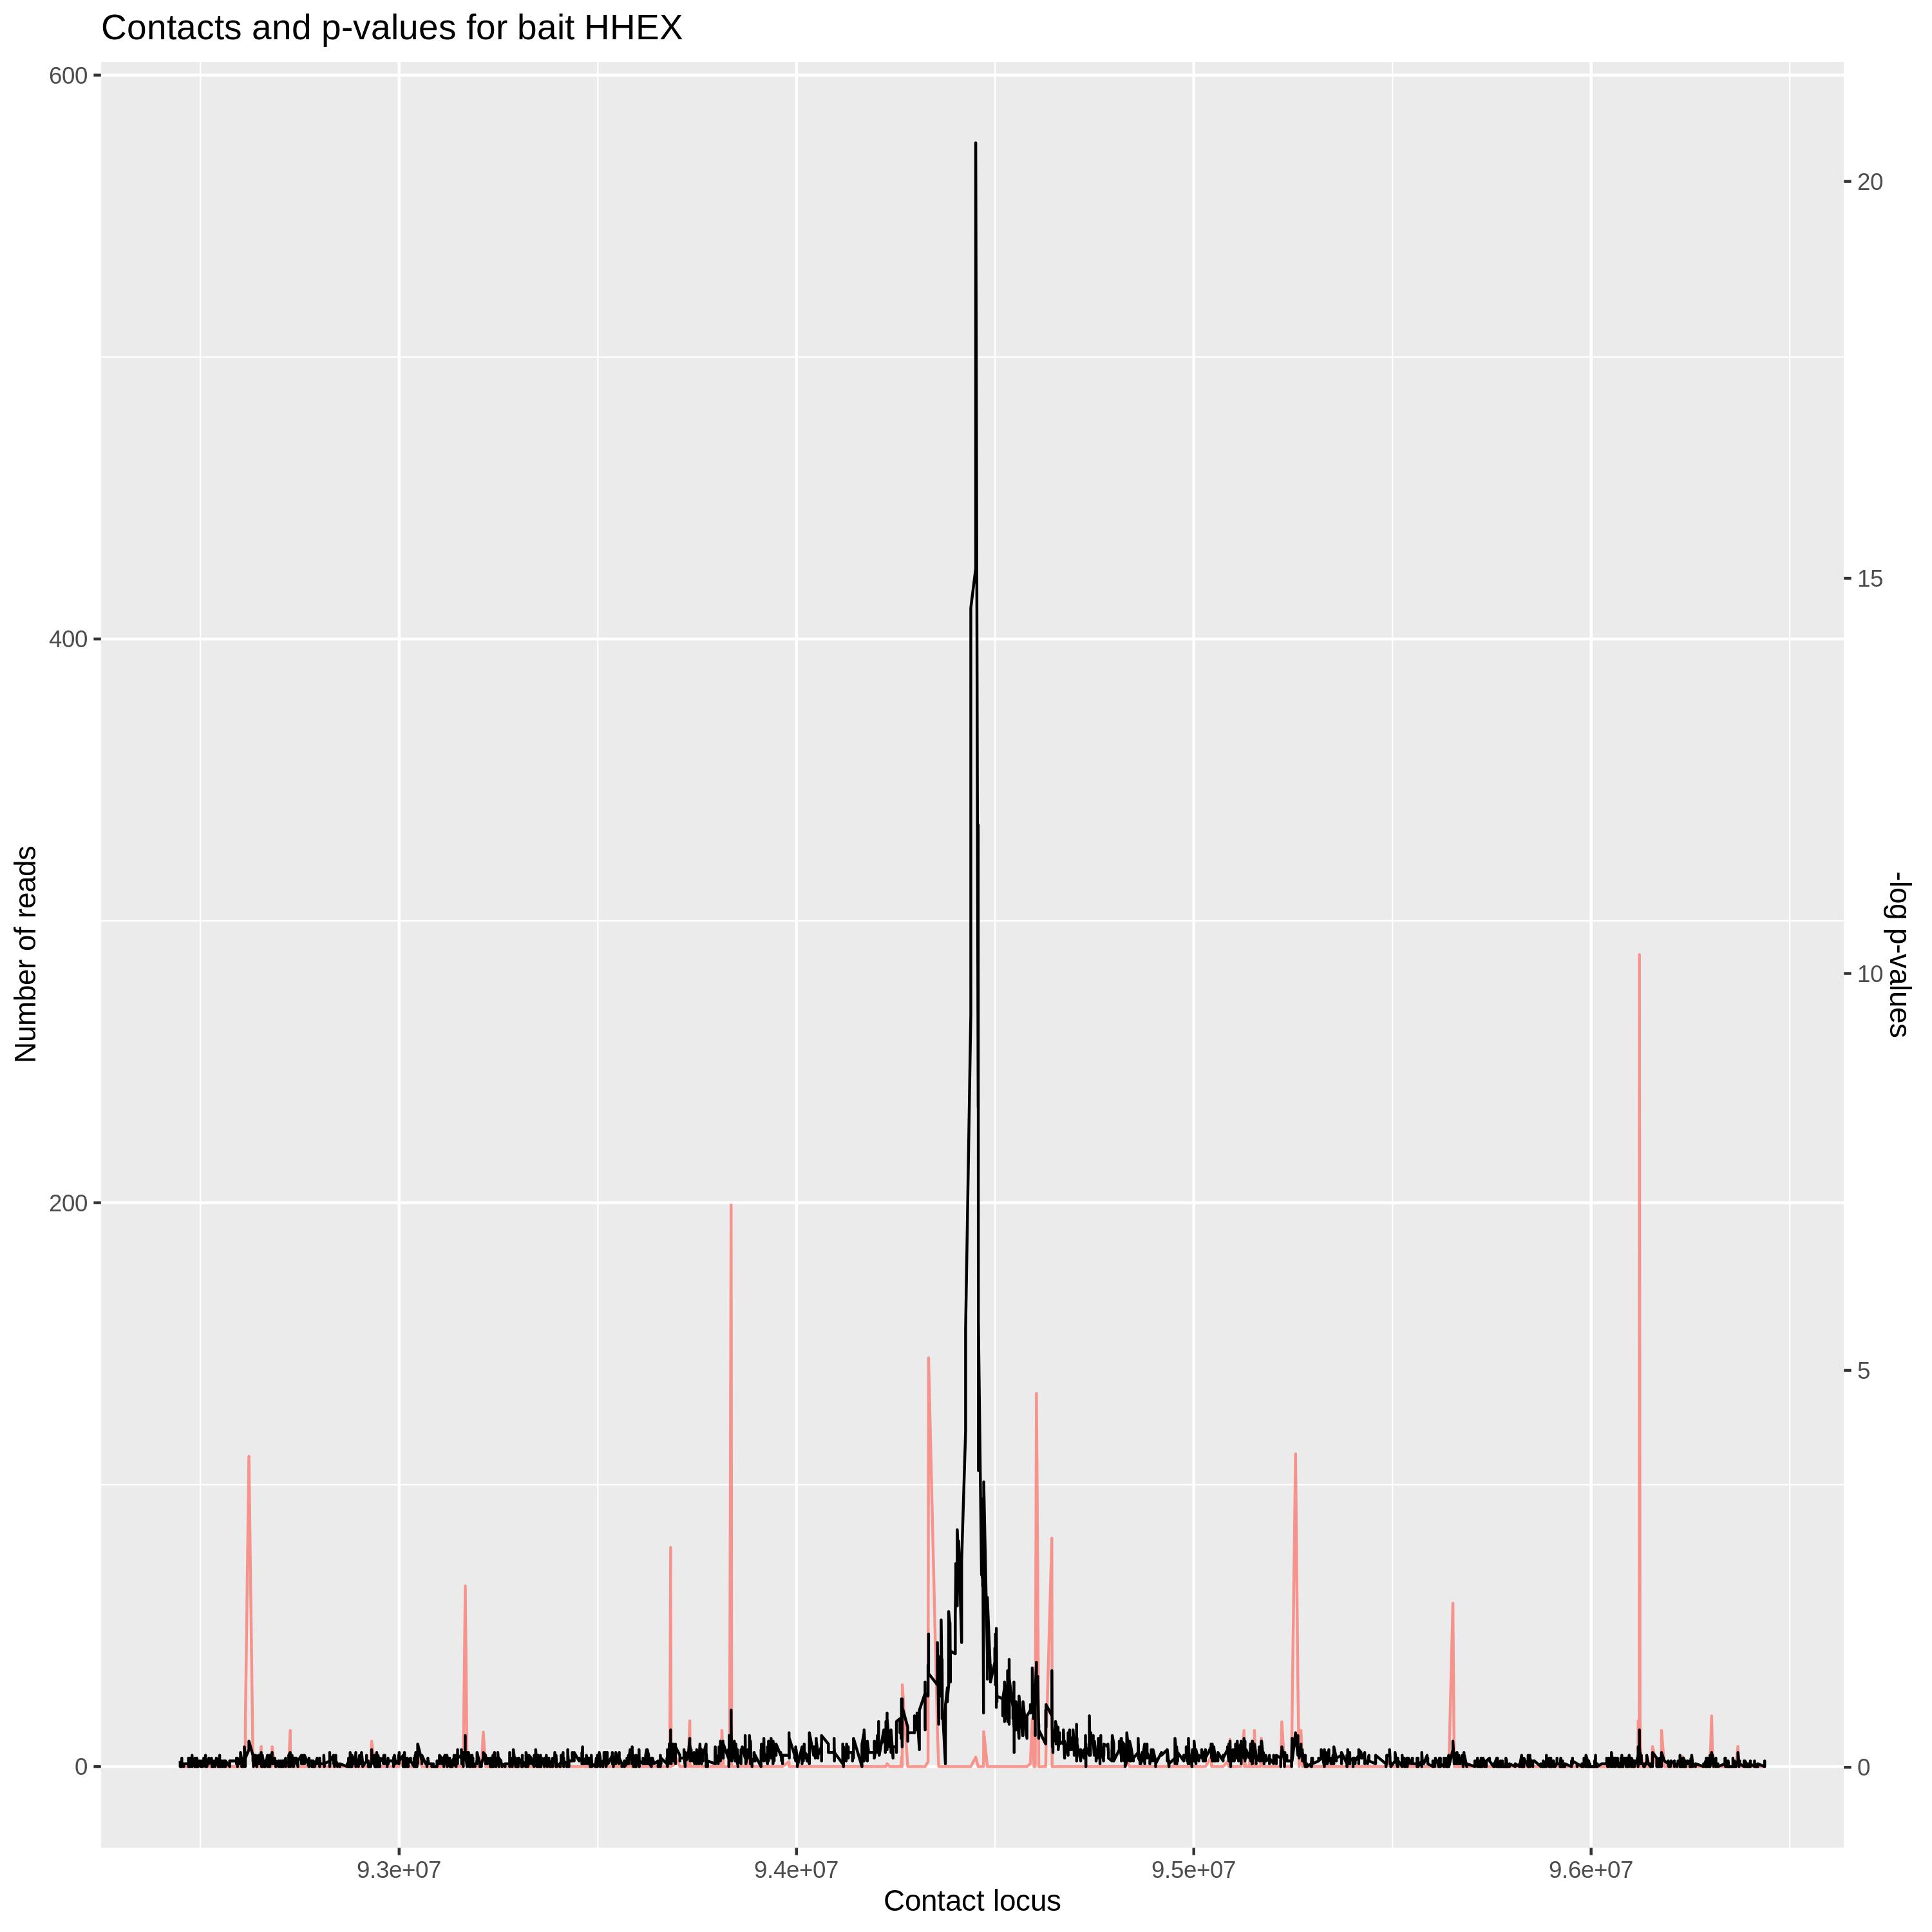 Contacts and p-values for bait HHEX
600
400
200
0
Number of reads
20
15
10
5
0
-log p-values
9.3e+07
9.4e+07
9.5e+07
9.6e+07
Contact locus